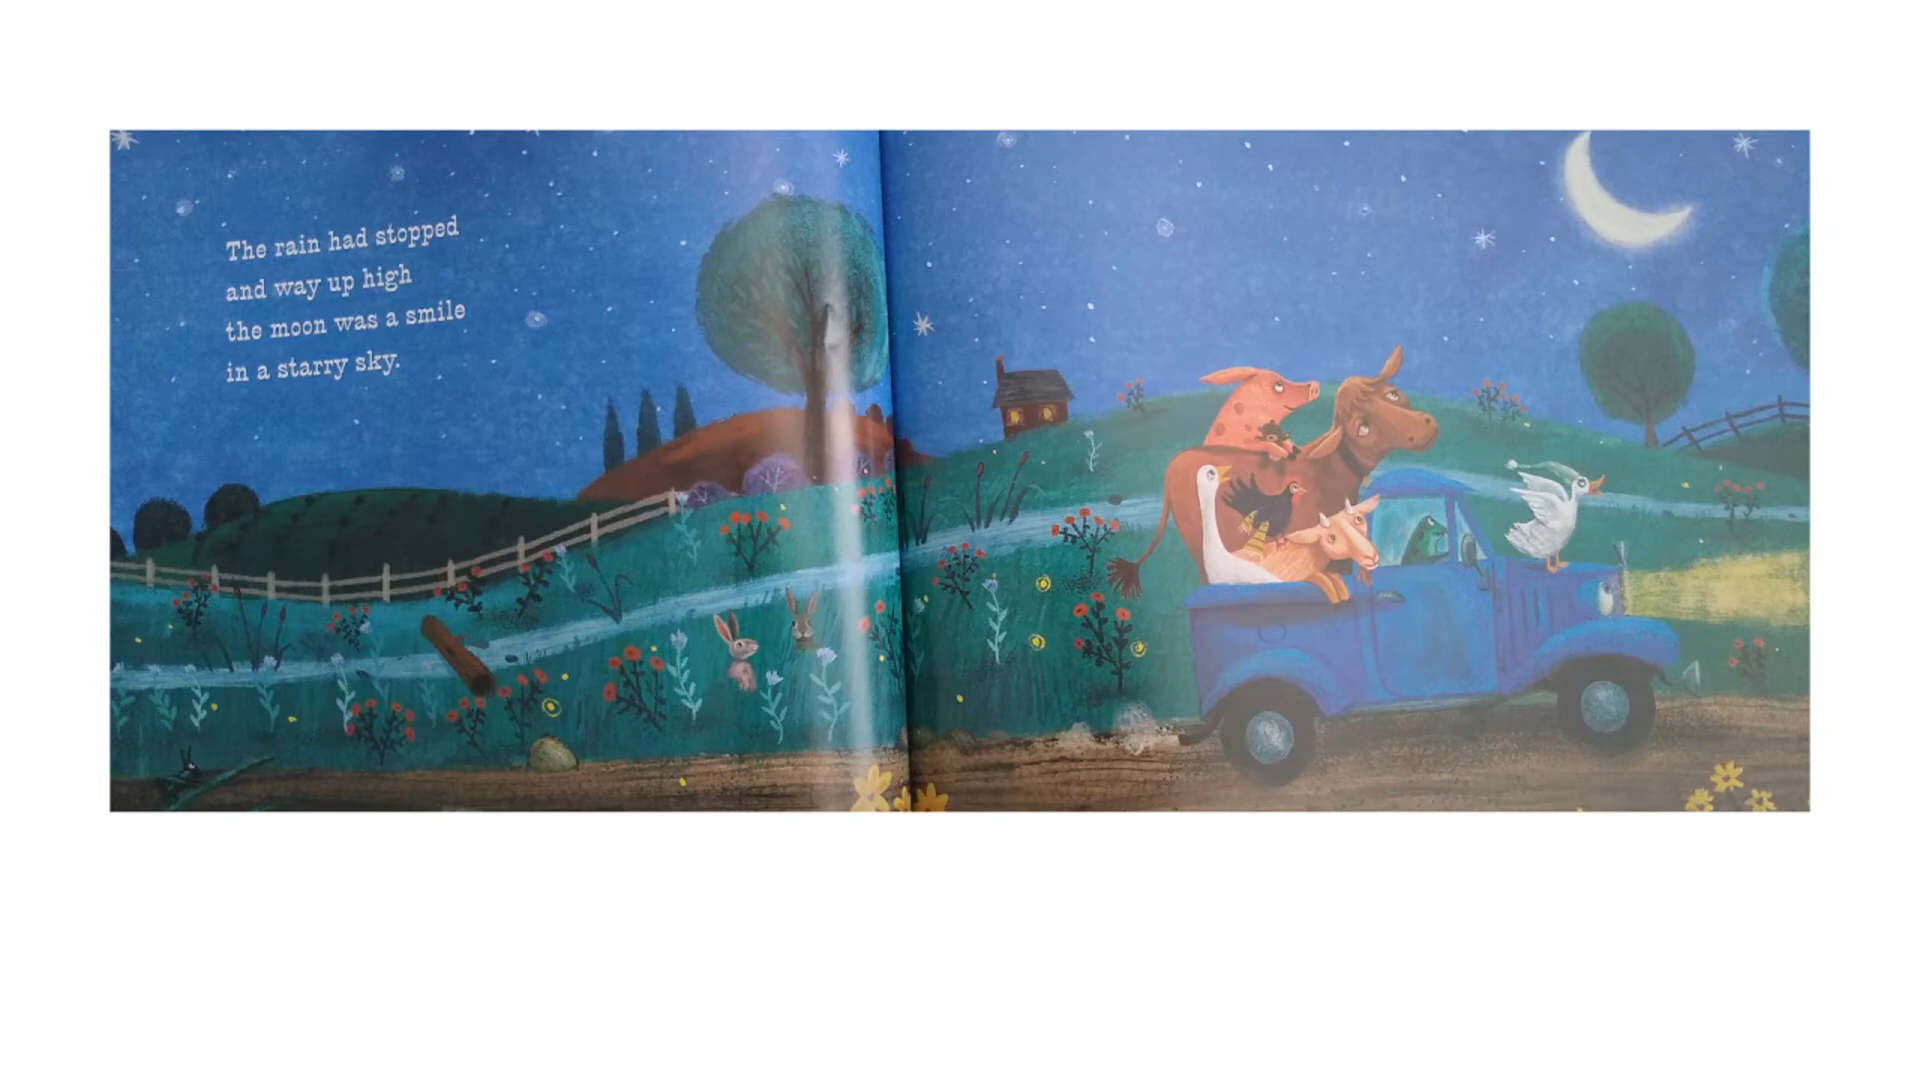 The rain had stopped
and way up high
the moon was a smile
in a starry sky.